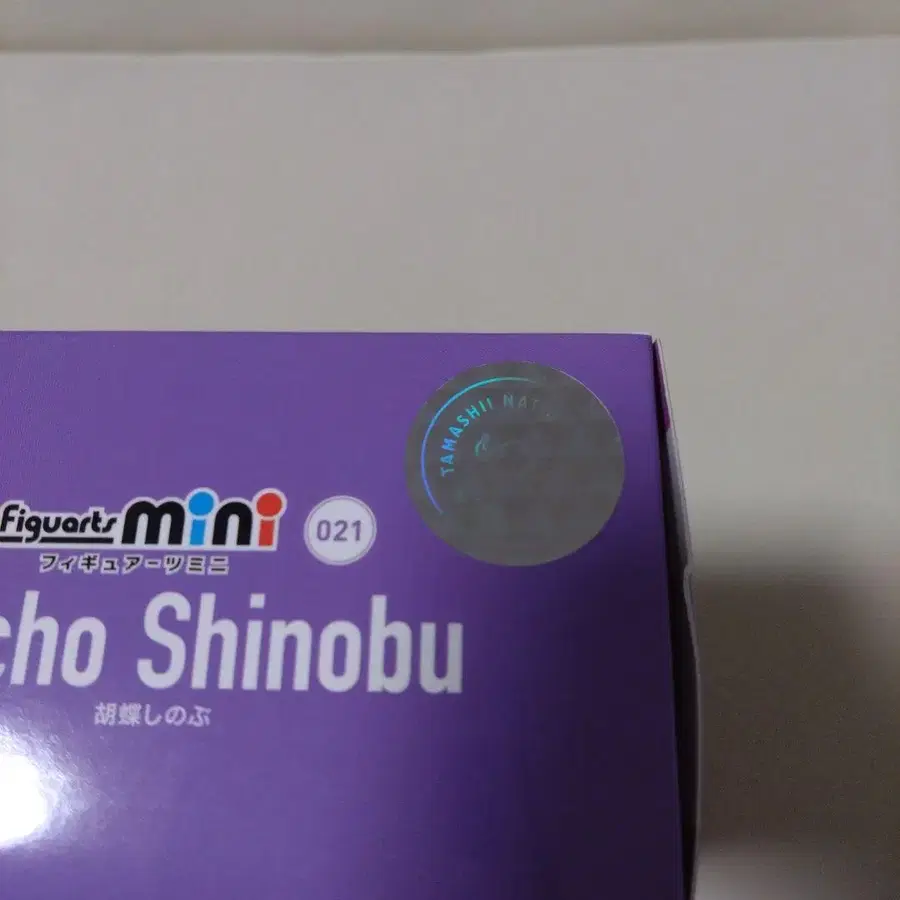 TAMASHII NAT
Figuarts mini
021
フィギュアーツミニ
cho Shinobu
胡蝶しのぶ